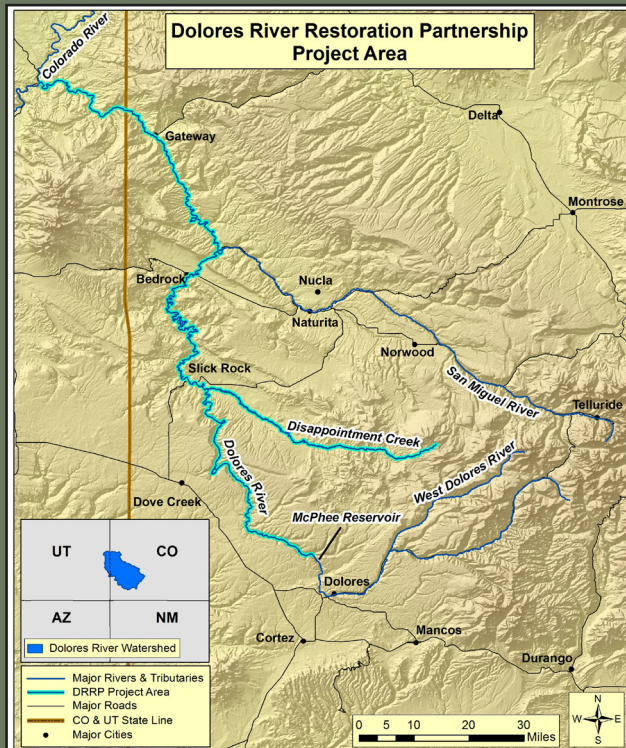 Dolores River Restoration Partnership
Project Area
Colorado River
Gateway
Delta
Montrose
Bedrock
Nucla
Naturita
Norwood
San Miguel River
Slick Rock
Telluride
Disappointment Creek
Dolores River
West Dolores River
Dove Creek
McPhee Reservoir
Dolores
Cortez
Mancos
Durango
UT CO
AZ NM
Dolores River Watershed
Major Rivers & Tributaries
DRRP Project Area
Major Roads
CO & UT State Line
Major Cities
0 5 10 20 30
Miles
N
W E
S